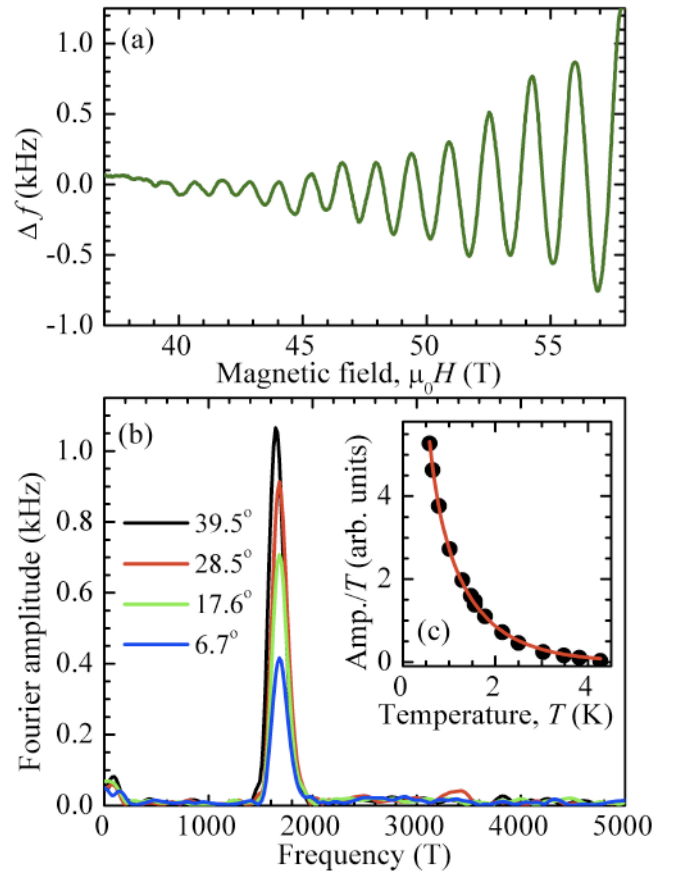 (a)
1.0
0.5
0.0
-0.5
-1.0
Δf (kHz)
40 45 50 55
Magnetic field, μ₀H (T)
(b)
1.0
0.8
0.6
0.4
0.2
0.0
Fourier amplitude (kHz)
39.5°
28.5°
17.6°
6.7°
0 1000 2000 3000 4000 5000
Frequency (T)
(c)
4
2
0
Amp./T (arb. units)
0 2 4
Temperature, T (K)